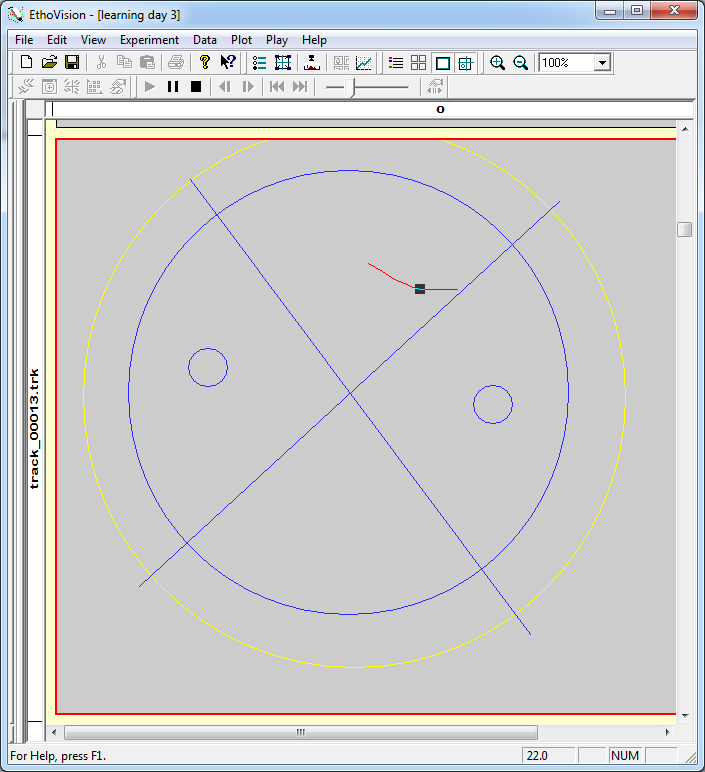 EthoVision - [learning day 3]
File Edit View Experiment Data Plot Play Help
100%
o
track_00013.trk
For Help, press F1.
22.0
NUM